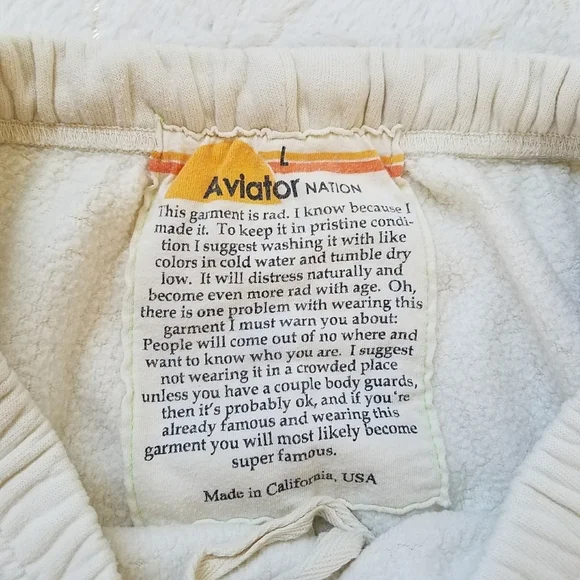 L
Aviator NATION
This garment is rad. I know because I
made it. To keep it in pristine condi-
tion I suggest washing it with like
colors in cold water and tumble dry
low. It will distress naturally and
become even more rad with age. Oh,
there is one problem with wearing this
garment I must warn you about:
People will come out of no where and
want to know who you are. I suggest
not wearing it in a crowded place
unless you have a couple body guards,
then it's probably ok, and if you're
already famous and wearing this
garment you will most likely become
super famous.
Made in California, USA